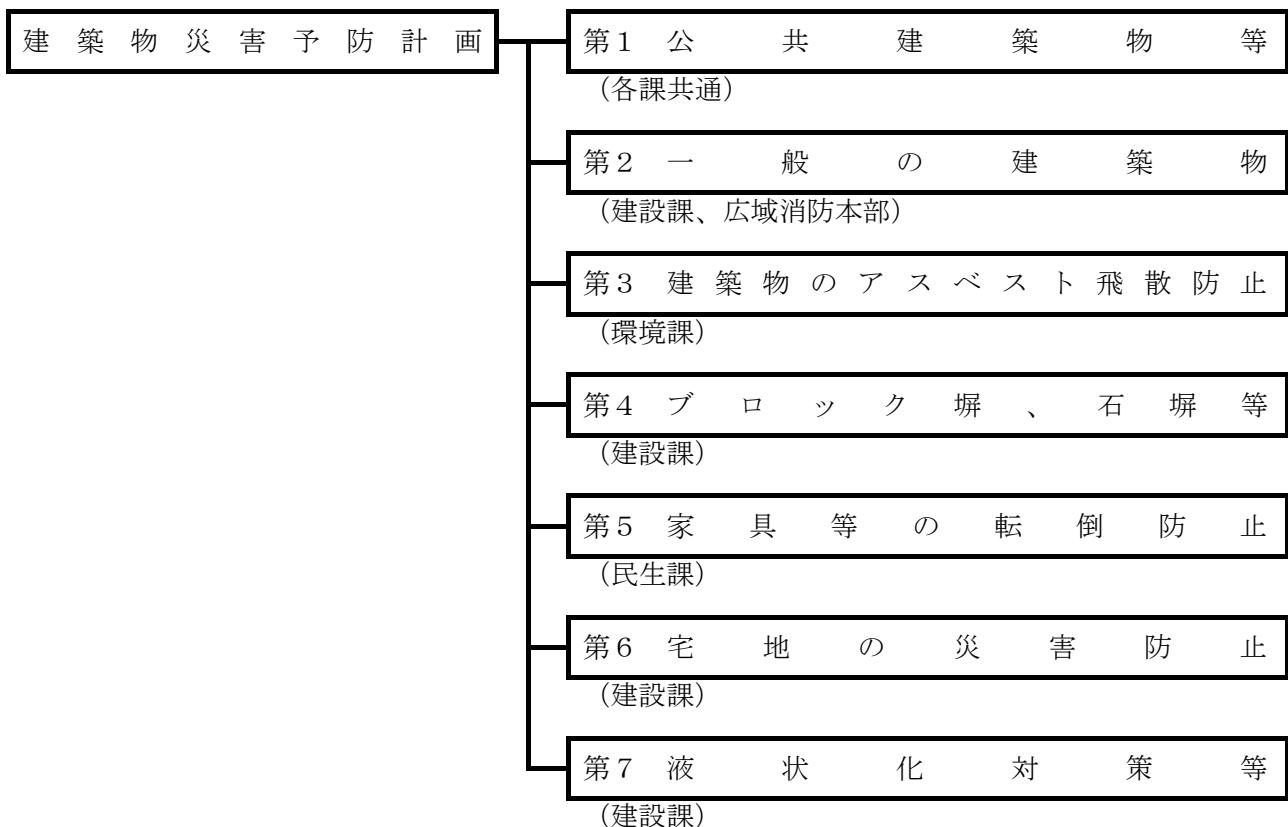 建築物災害予防計画
第1 公共建築物等
（各課共通）
第2 一般の建築物
（建設課、広域消防本部）
第3 建築物のアスベスト飛散防止
（環境課）
第4 ブロック塀、石塀等
（建設課）
第5 家具等の転倒防止
（民生課）
第6 宅地の災害防止
（建設課）
第7 液状化対策等
（建設課）